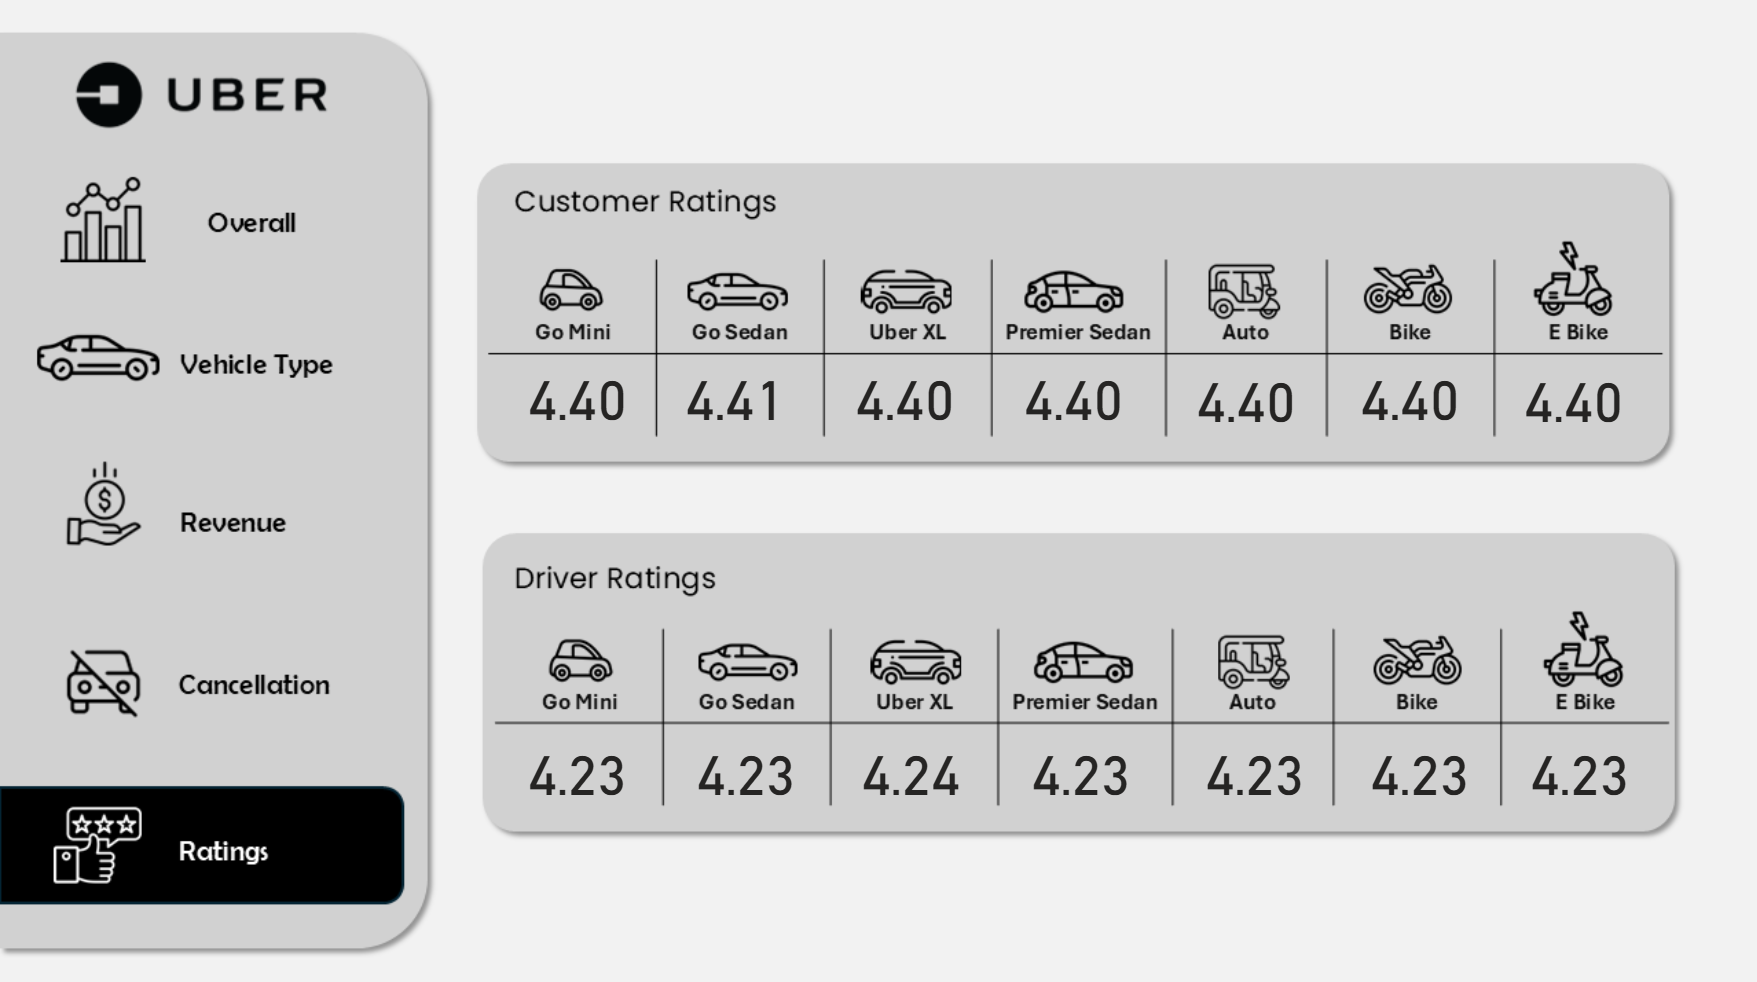 UBER
Overall
Vehicle Type
Revenue
Cancellation
Ratings
Customer Ratings
Go Mini Go Sedan Uber XL Premier Sedan Auto Bike E Bike
4.40 4.41 4.40 4.40 4.40 4.40 4.40
Driver Ratings
Go Mini Go Sedan Uber XL Premier Sedan Auto Bike E Bike
4.23 4.23 4.24 4.23 4.23 4.23 4.23